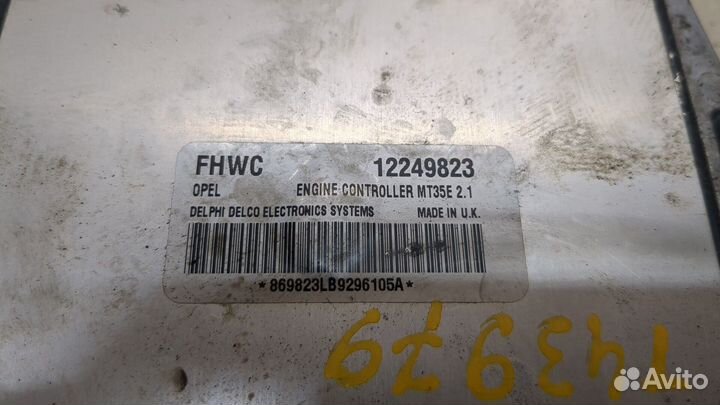 FHWC 12249823
OPEL ENGINE CONTROLLER MT35E 2.1
DELPHI DELCO ELECTRONICS SYSTEMS MADE IN U.K.
*869823LB9296105A*
143979
Avito